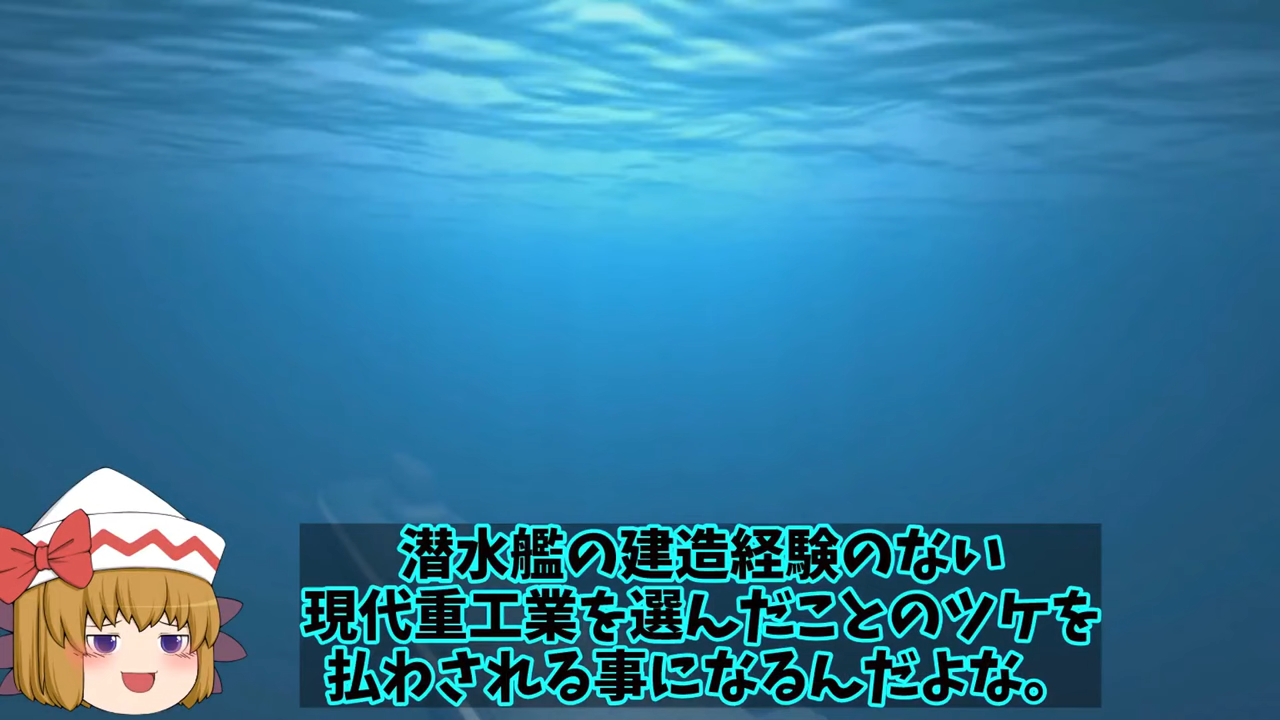 潜水艦の建造経験のない
現代重工業を選んだことのツケを
払わされる事になるんだよな。